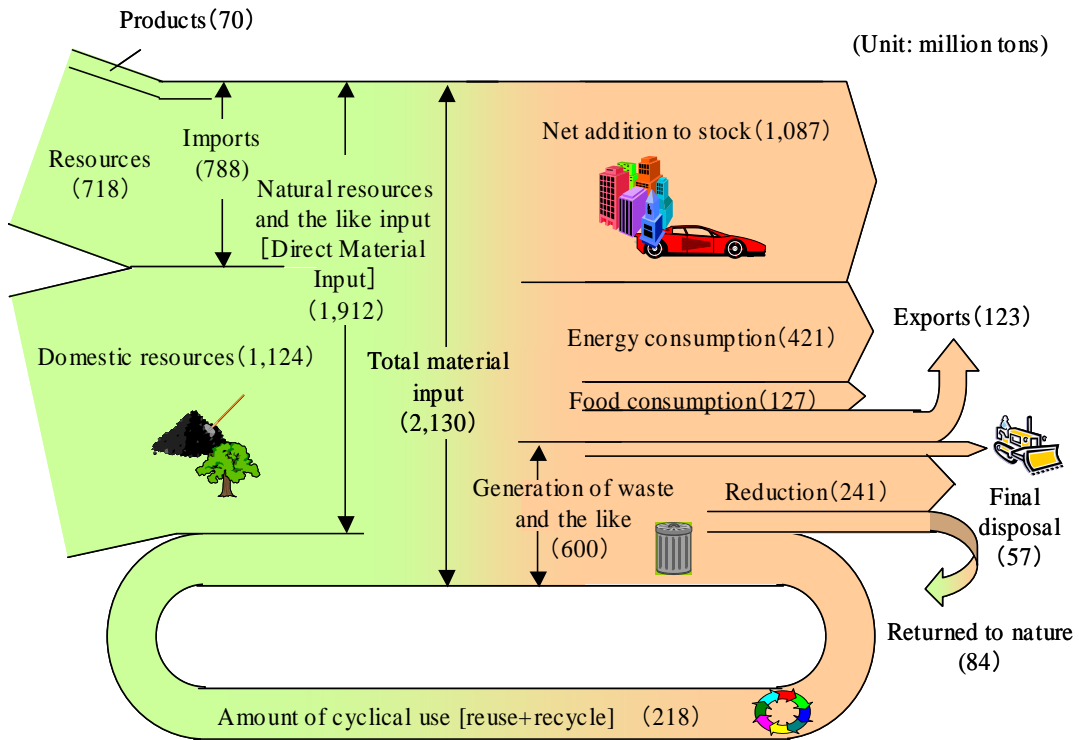 Products(70)
(Unit: million tons)
Imports
(788)
Resources
(718)
Natural resources
and the like input
[Direct Material
Input]
(1,912)
Domestic resources(1,124)
Total material
input
(2,130)
Net addition to stock(1,087)
Energy consumption(421)
Food consumption(127)
Exports(123)
Generation of waste
and the like
(600)
Reduction(241)
Final
disposal
(57)
Returned to nature
(84)
Amount of cyclical use [reuse+recycle] (218)